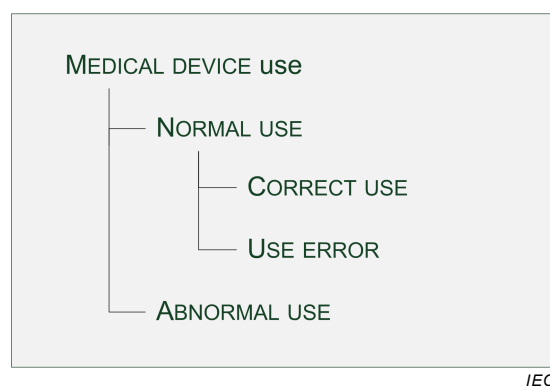 MEDICAL DEVICE use
NORMAL USE
CORRECT USE
USE ERROR
ABNORMAL USE
IEC